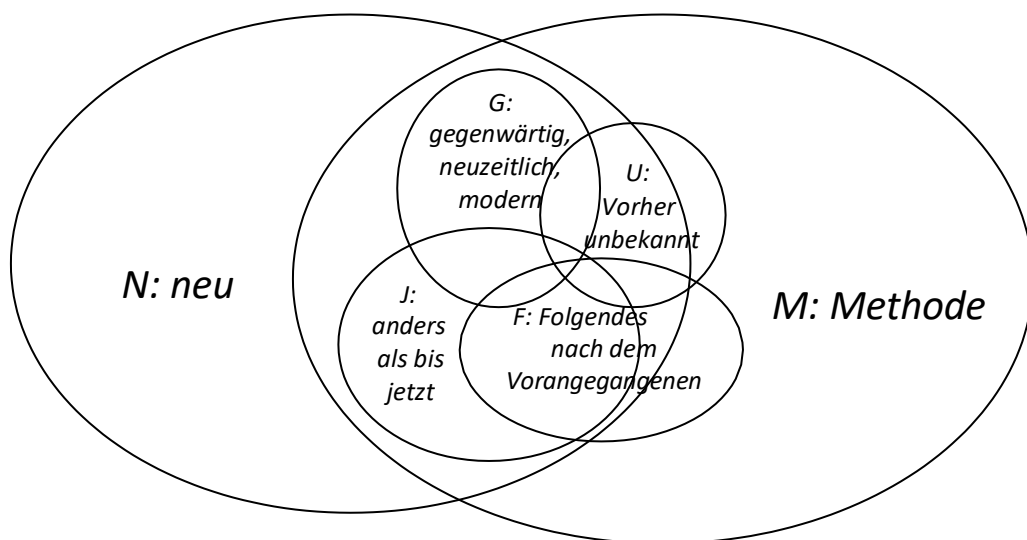 G:
gegenwärtig,
neuzeitlich,
modern
U:
Vorher
unbekannt
N: neu
J:
anders
als bis
jetzt
F: Folgendes
nach dem
Vorangegangenen
M: Methode